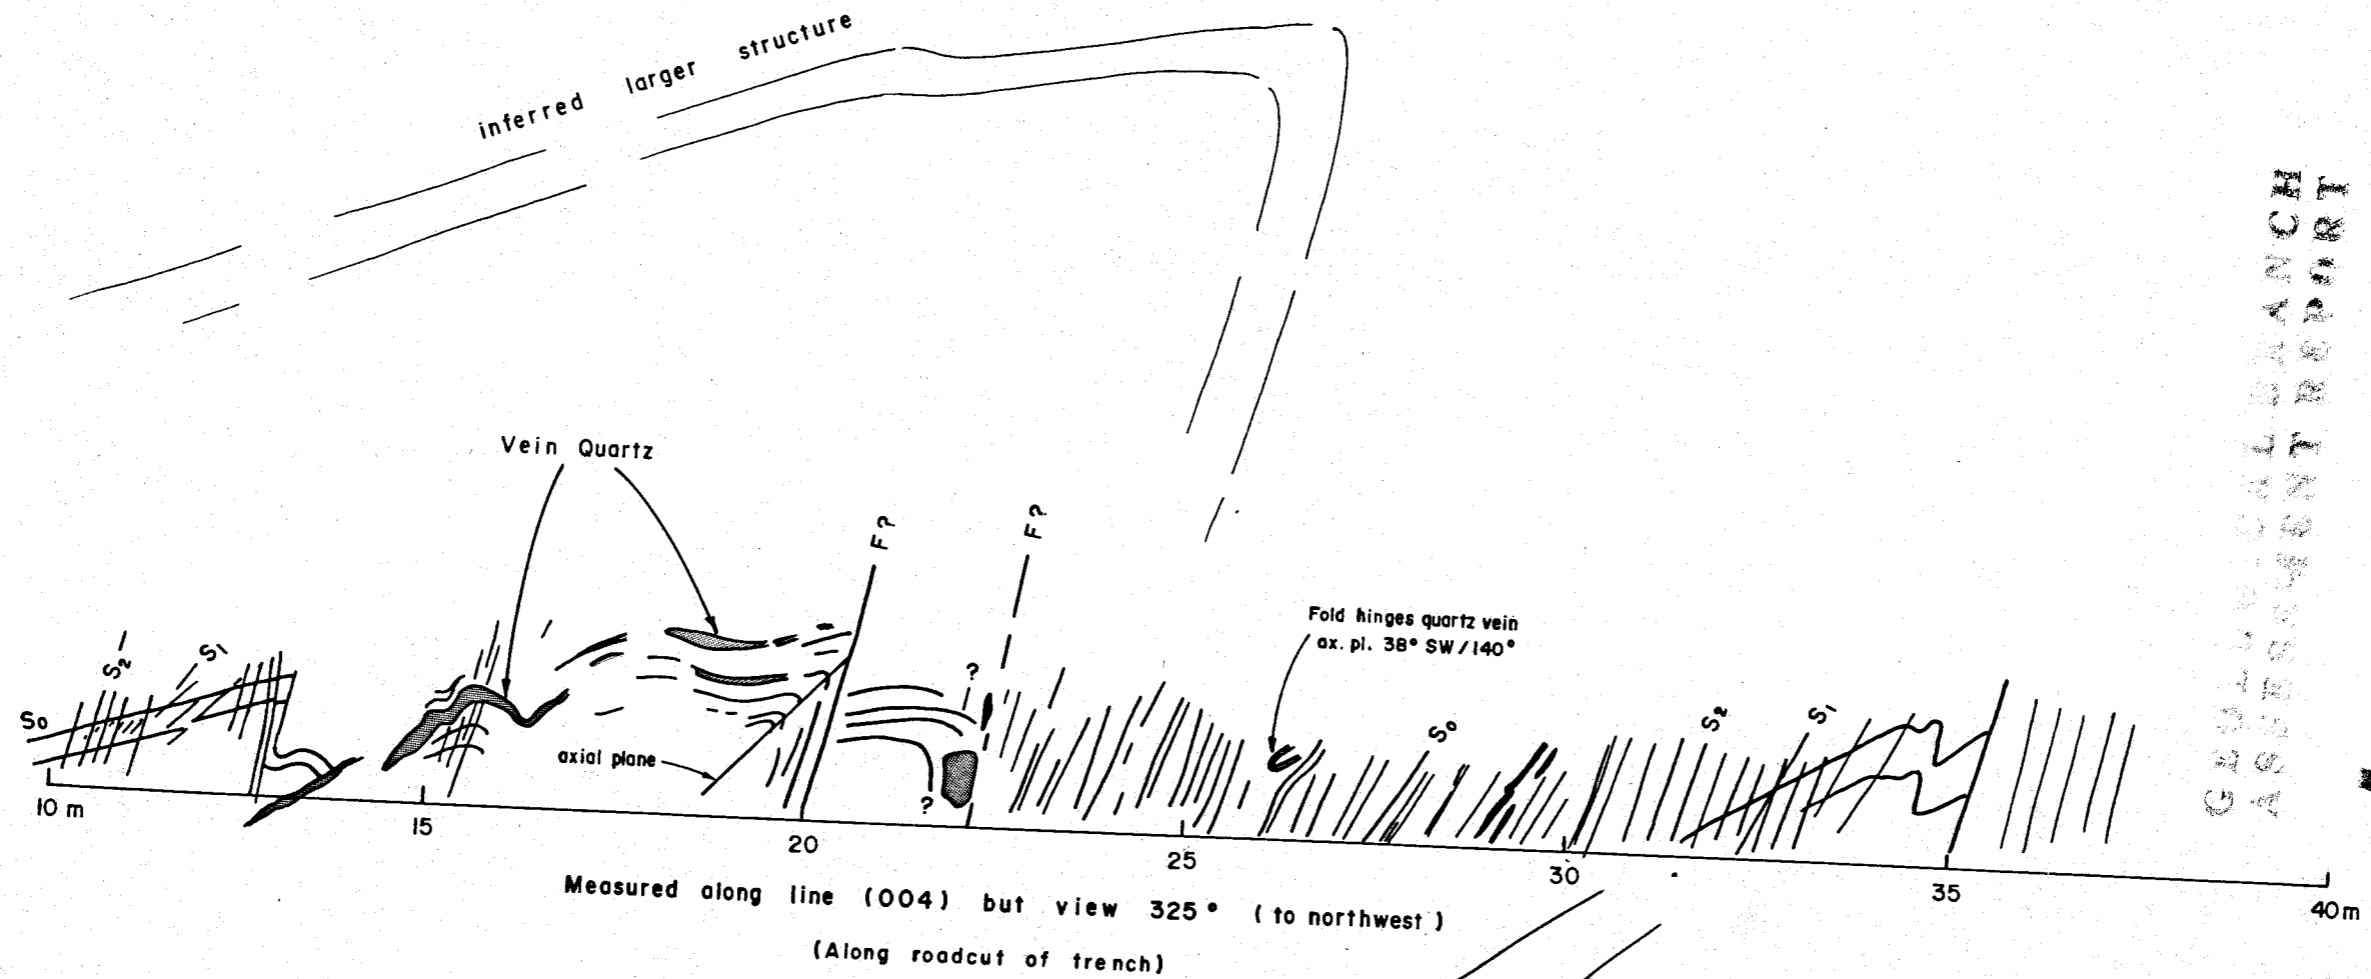 inferred larger structure
Vein Quartz
F?
F?
Fold hinges quartz vein
ax. pl. 38° SW/140°
S₂
S₁
S₀
?
axial plane
?
S₀
S₂
S₁
10 m
15
20
25
30
35
40m
Measured along line (004) but view 325° (to northwest)
(Along roadcut of trench)
ASSESSMENT REPORT